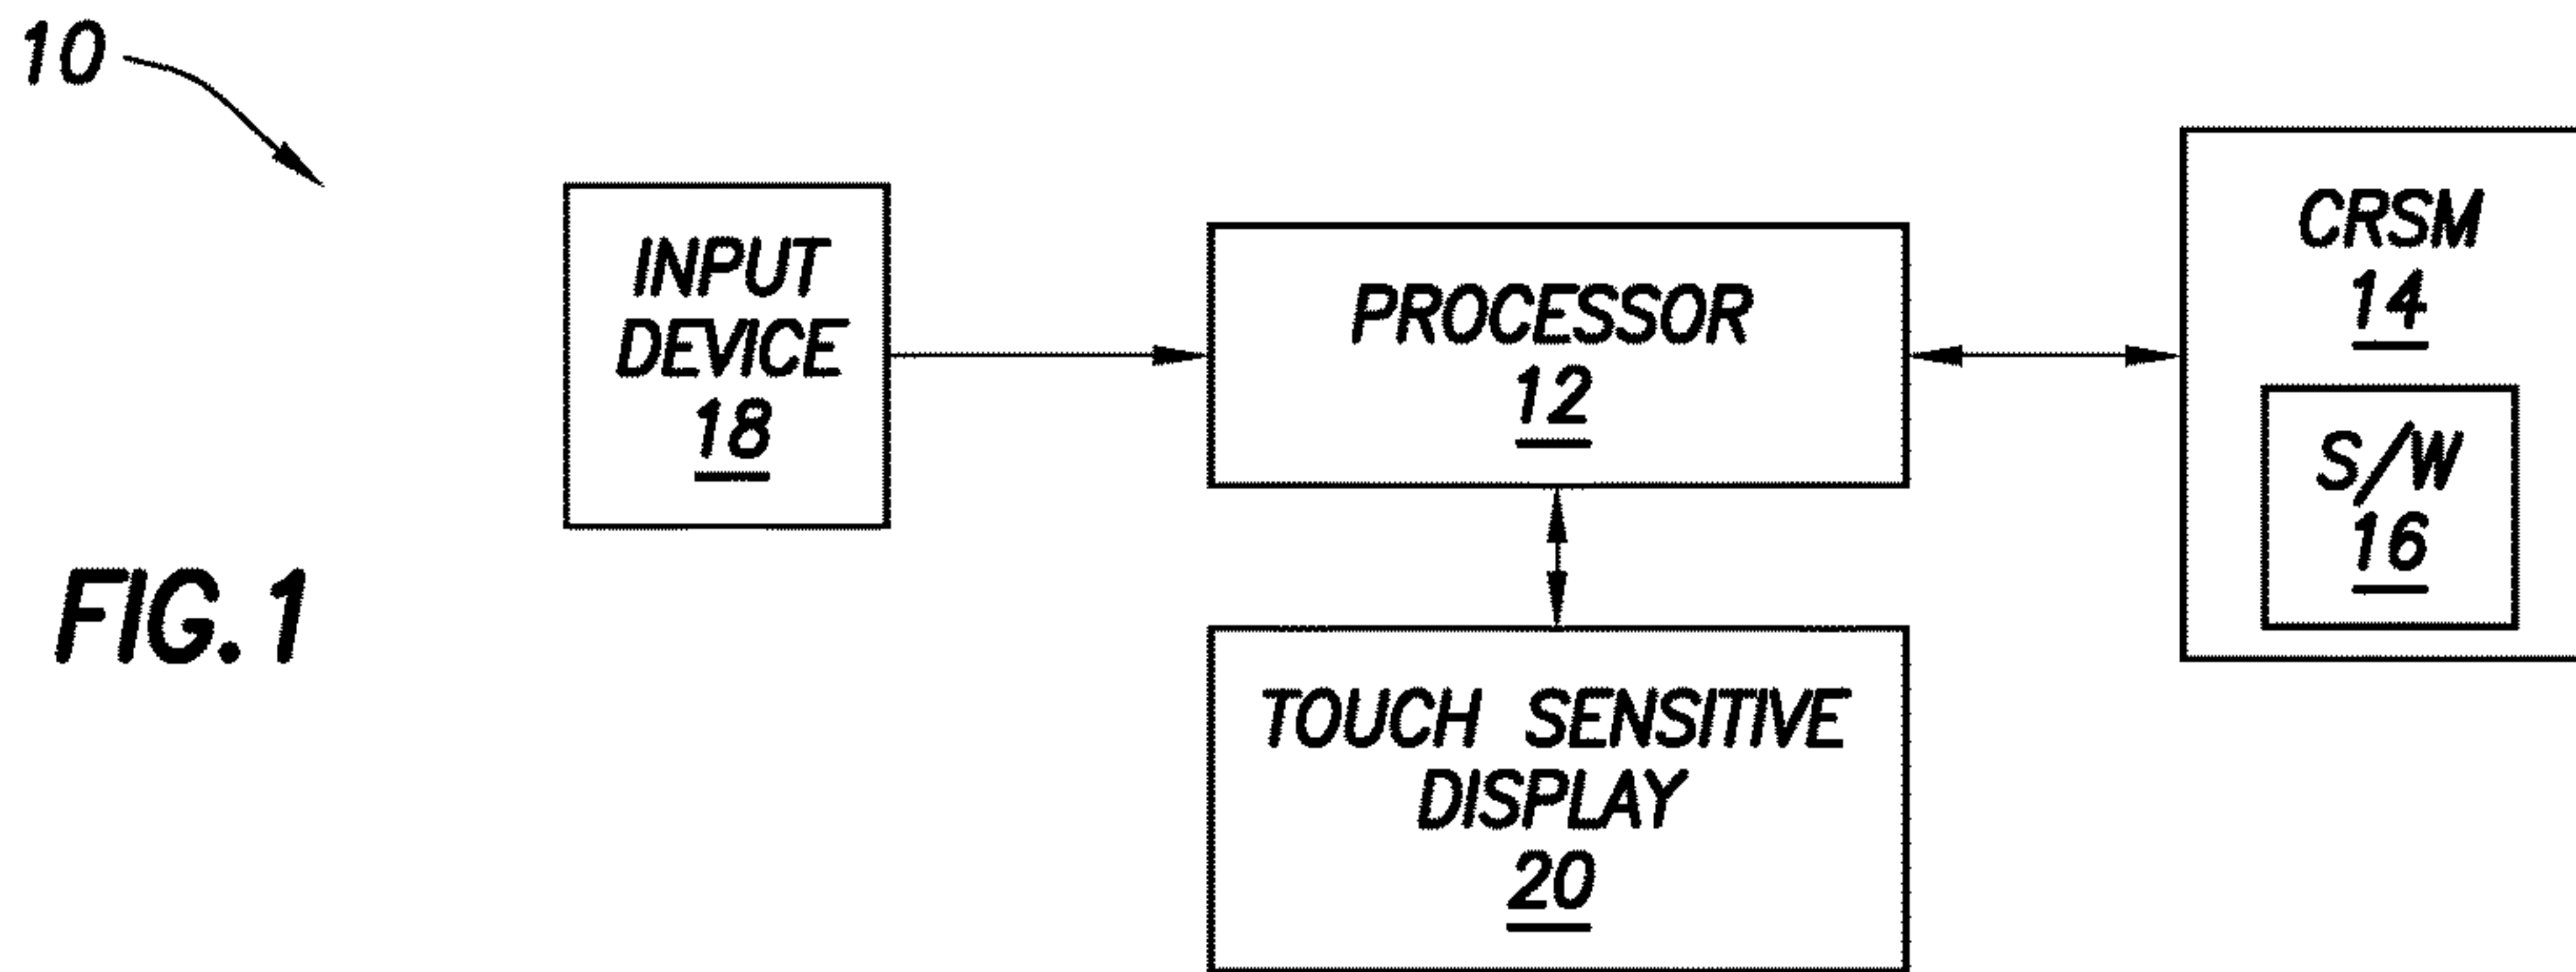 10
INPUT
DEVICE
18
PROCESSOR
12
CRSM
14
S/W
16
TOUCH SENSITIVE
DISPLAY
20
FIG. 1